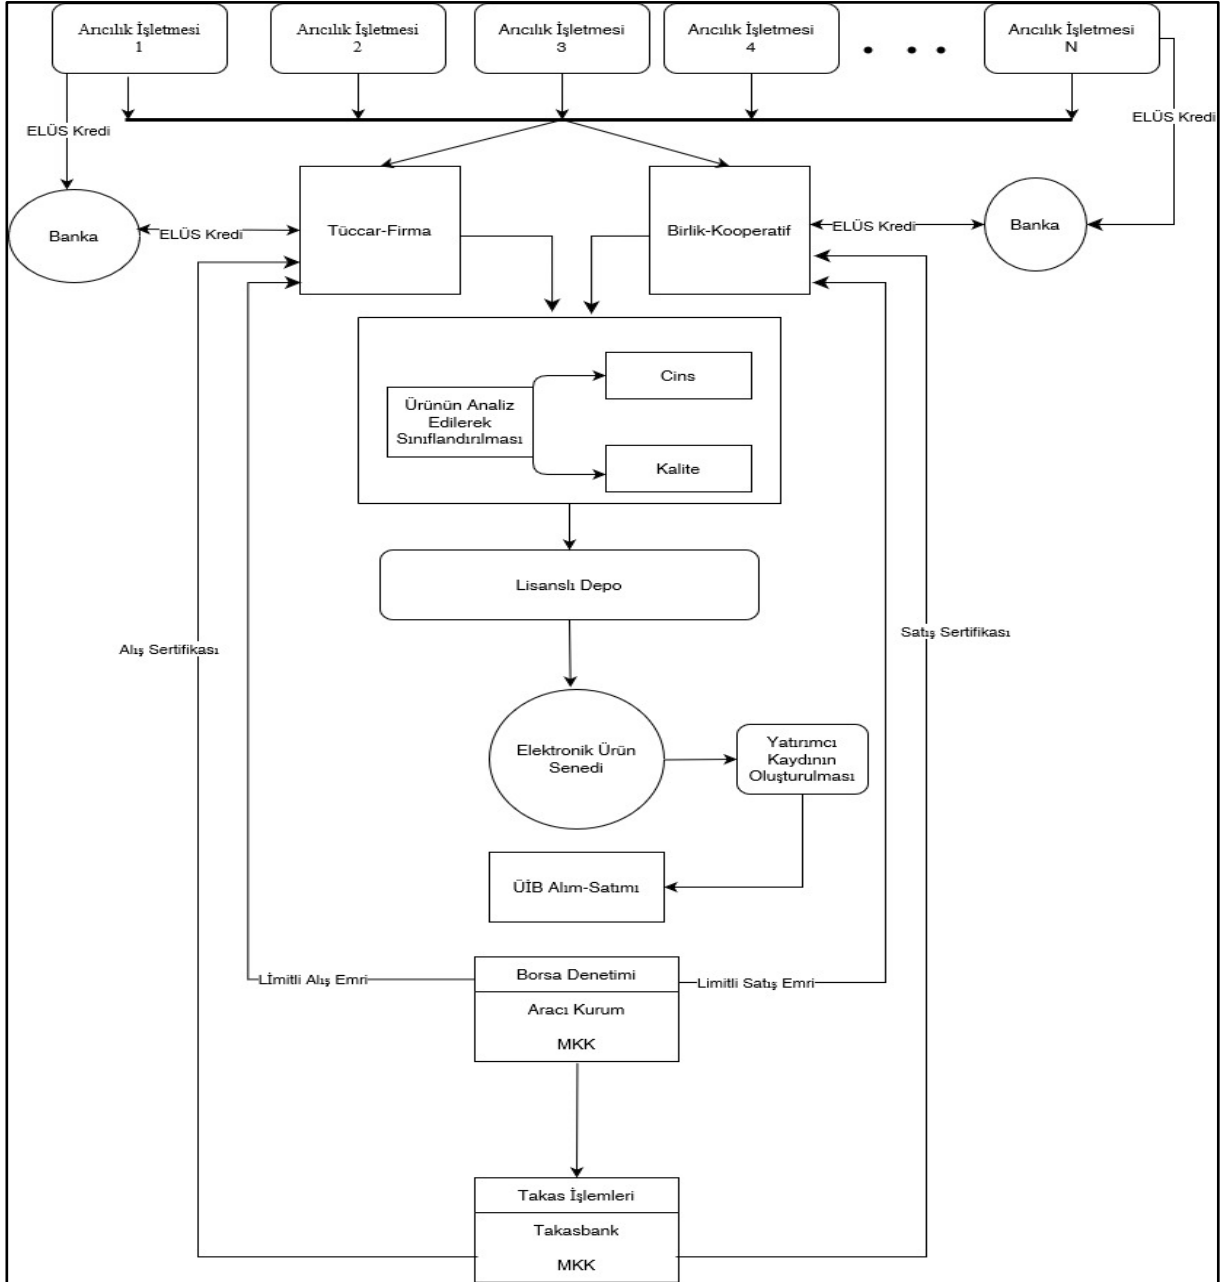 Arıcılık İşletmesi
1
Arıcılık İşletmesi
2
Arıcılık İşletmesi
3
Arıcılık İşletmesi
4
Arıcılık İşletmesi
N
ELÜS Kredi
ELÜS Kredi
Banka
ELÜS Kredi
Tüccar-Firma
Birlik-Kooperatif
ELÜS Kredi
Banka
Ürünün Analiz
Edilerek
Sınıflandırılması
Cins
Kalite
Lisanslı Depo
Alış Sertifikası
Satış Sertifikası
Elektronik Ürün
Senedi
Yatırımcı
Kaydının
Oluşturulması
ÜİB Alım-Satımı
Lİmitli Alış Emri
Borsa Denetimi
Limitli Satış Emri
Aracı Kurum
MKK
Takas İşlemleri
Takasbank
MKK